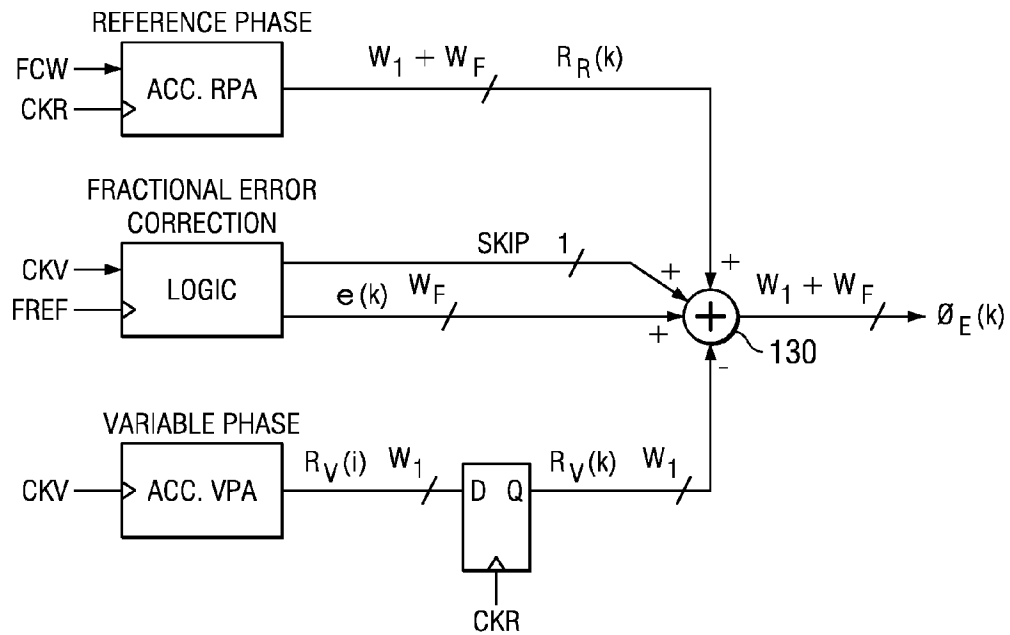 REFERENCE PHASE
FCW
CKR
ACC. RPA
W1 + WF
RR(k)
FRACTIONAL ERROR
CORRECTION
CKV
FREF
LOGIC
SKIP 1
e(k) WF
+
+
+
-
+
W1 + WF
ØE(k)
130
VARIABLE PHASE
CKV
ACC. VPA
RV(i) W1
D Q
RV(k) W1
CKR